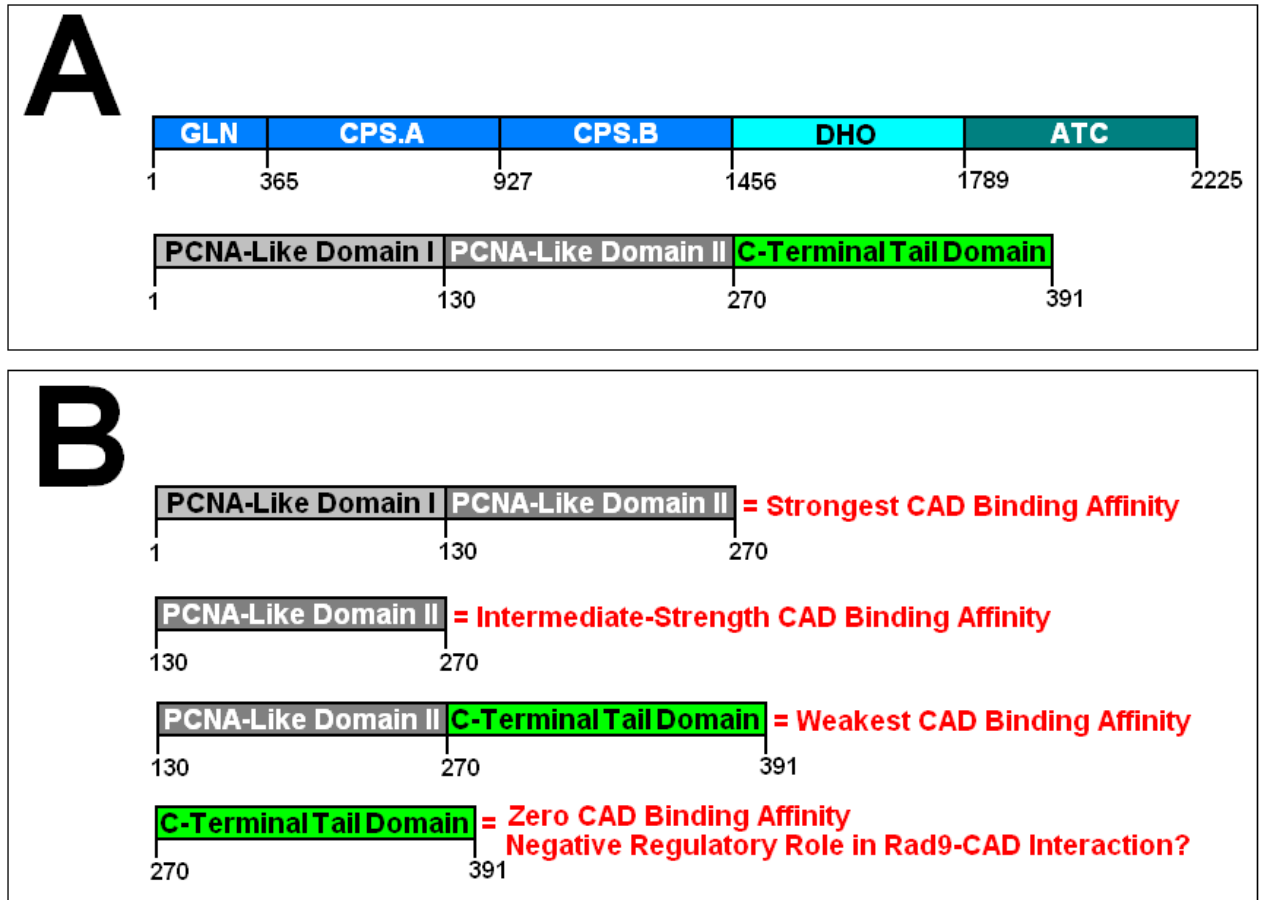 A
GLN CPS.A CPS.B DHO ATC
1 365 927 1456 1789 2225
PCNA-Like Domain I PCNA-Like Domain II C-Terminal Tail Domain
1 130 270 391
B
PCNA-Like Domain I PCNA-Like Domain II = Strongest CAD Binding Affinity
1 130 270
PCNA-Like Domain II = Intermediate-Strength CAD Binding Affinity
130 270
PCNA-Like Domain II C-Terminal Tail Domain = Weakest CAD Binding Affinity
130 270 391
C-Terminal Tail Domain = Zero CAD Binding Affinity
Negative Regulatory Role in Rad9-CAD Interaction?
270 391